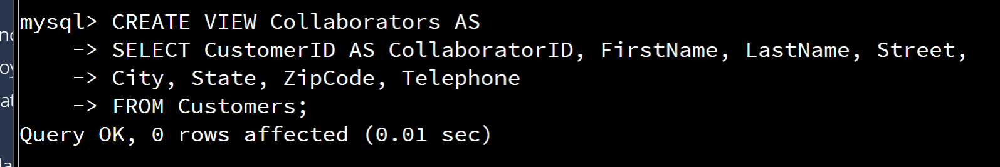 mysql> CREATE VIEW Collaborators AS
    -> SELECT CustomerID AS CollaboratorID, FirstName, LastName, Street,
    -> City, State, ZipCode, Telephone
    -> FROM Customers;
Query OK, 0 rows affected (0.01 sec)